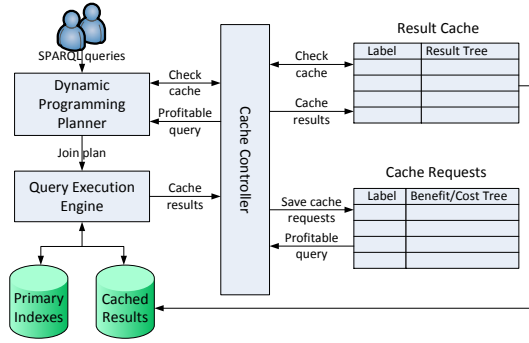 SPARQL queries
Dynamic
Programming
Planner
Join plan
Query Execution
Engine
Primary
Indexes
Cached
Results
Check
cache
Profitable
query
Cache
results
Cache Controller
Check
cache
Cache
results
Save cache
requests
Profitable
query
Result Cache
Label Result Tree
Cache Requests
Label Benefit/Cost Tree